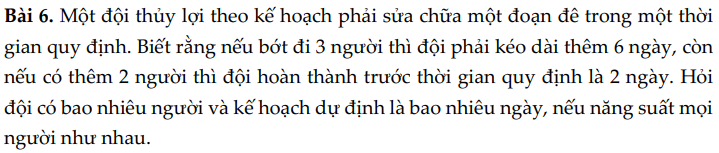 Bài 6. Một đội thủy lợi theo kế hoạch phải sửa chữa một đoạn đê trong một thời
gian quy định. Biết rằng nếu bớt đi 3 người thì đội phải kéo dài thêm 6 ngày, còn
nếu có thêm 2 người thì đội hoàn thành trước thời gian quy định là 2 ngày. Hỏi
đội có bao nhiêu người và kế hoạch dự định là bao nhiêu ngày, nếu năng suất mọi
người như nhau.